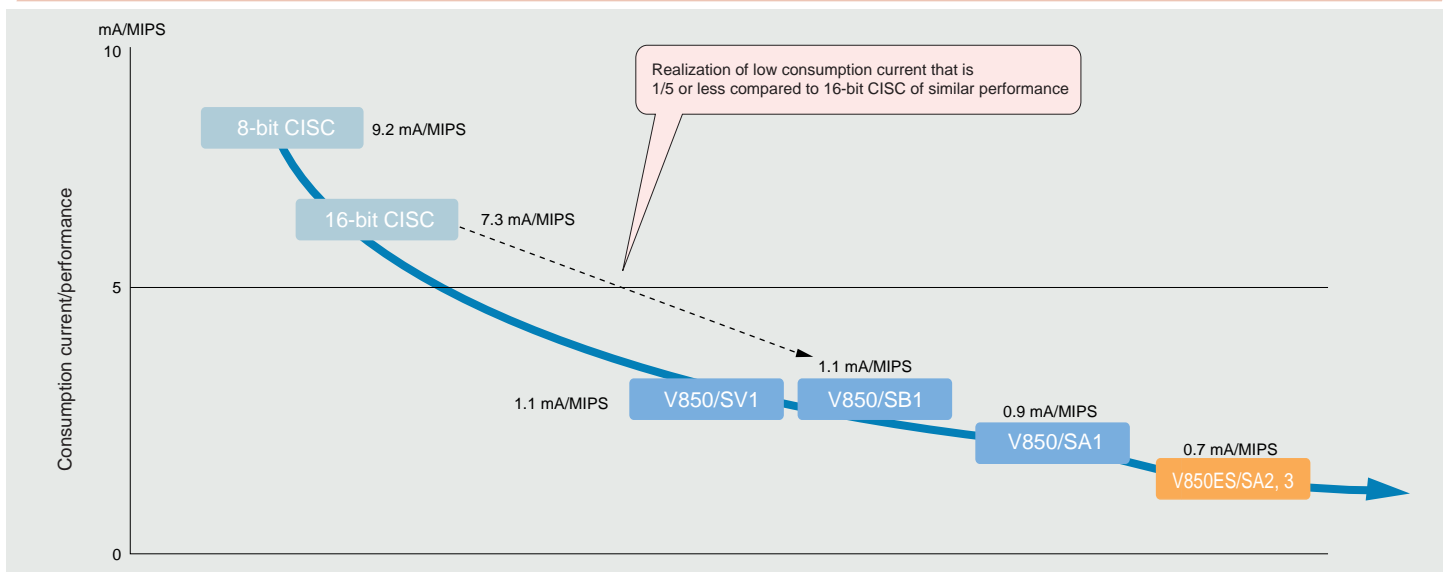 mA/MIPS
10
Realization of low consumption current that is
1/5 or less compared to 16-bit CISC of similar performance
8-bit CISC
9.2 mA/MIPS
16-bit CISC
7.3 mA/MIPS
Consumption current/performance
5
1.1 mA/MIPS
1.1 mA/MIPS
V850/SV1
V850/SB1
0.9 mA/MIPS
V850/SA1
0.7 mA/MIPS
V850ES/SA2, 3
0